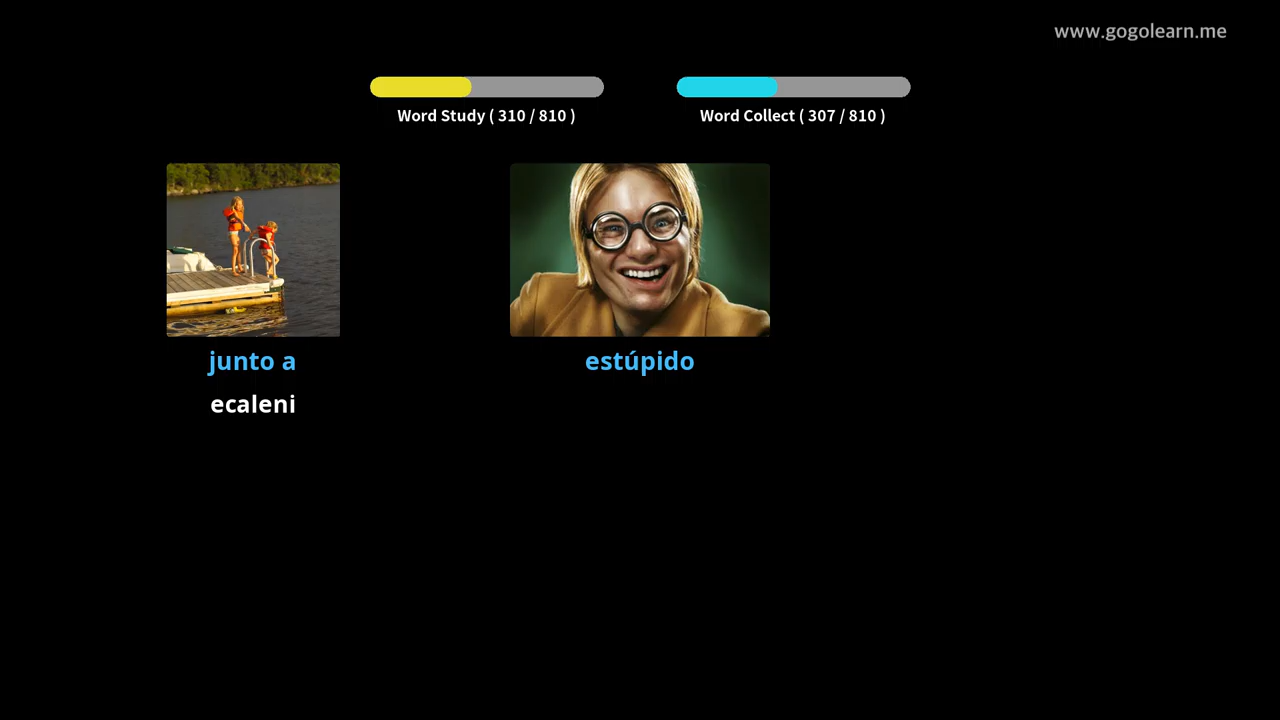 www.gogolearn.me
Word Study ( 310 / 810 )
Word Collect ( 307 / 810 )
junto a
ecaleni
estúpido